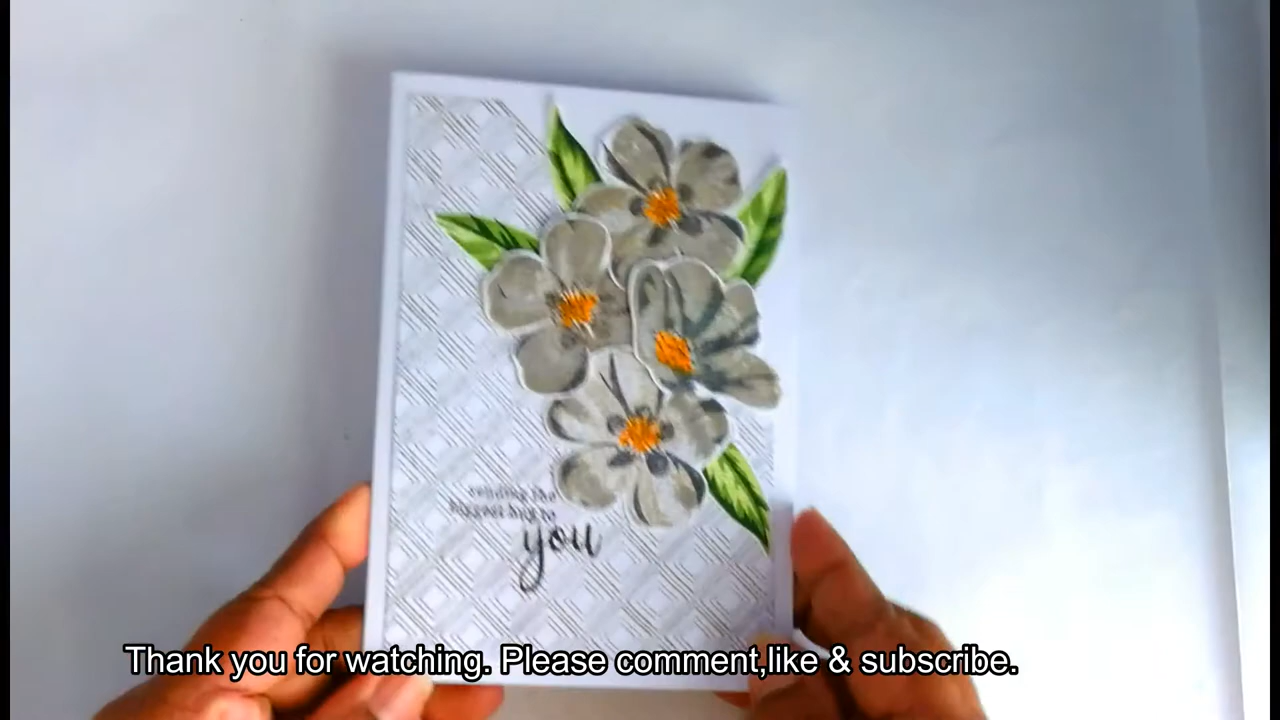 sending the
biggest hug to
you
Thank you for watching. Please comment,like & subscribe.